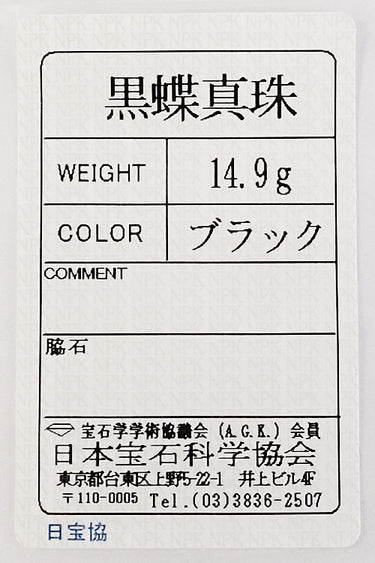 黒蝶真珠
WEIGHT 14.9g
COLOR ブラック
COMMENT
脇石
宝石学学術協議会 (A.G.K.) 会員
日本宝石科学協会
東京都台東区上野5-22-1 井上ビル4F
〒110-0005 Tel.(03)3836-2507
日宝協